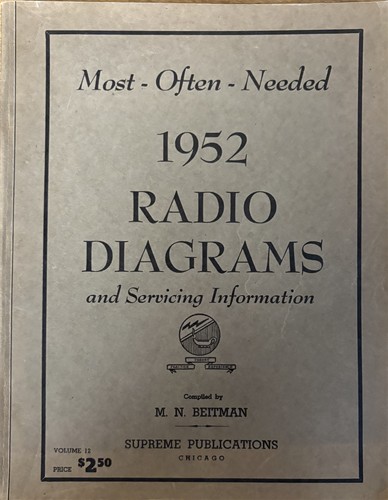 Most - Often - Needed
1952
RADIO
DIAGRAMS
and Servicing Information
Compiled by
M. N. BEITMAN
SUPREME PUBLICATIONS
CHICAGO
VOLUME 12
PRICE $2.50